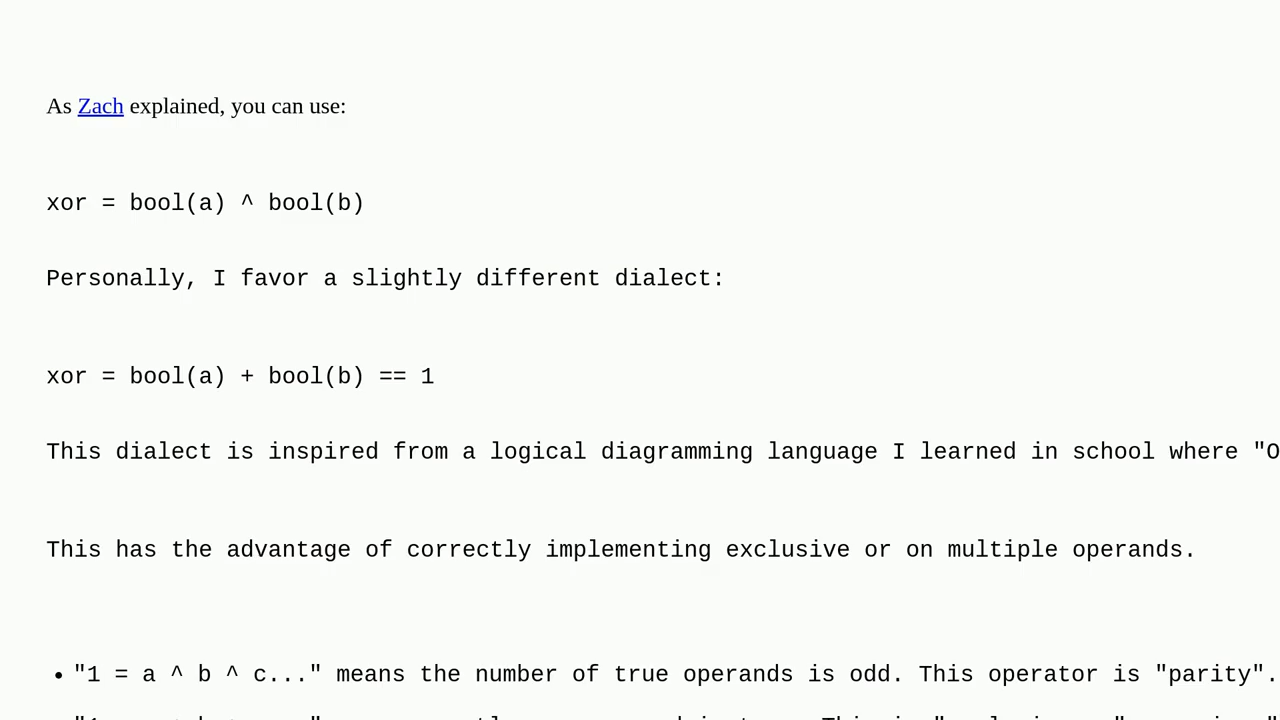 As Zach explained, you can use:
xor = bool(a) ^ bool(b)
Personally, I favor a slightly different dialect:
xor = bool(a) + bool(b) == 1
This dialect is inspired from a logical diagramming language I learned in school where "O
This has the advantage of correctly implementing exclusive or on multiple operands.
• "1 = a ^ b ^ c..." means the number of true operands is odd. This operator is "parity".